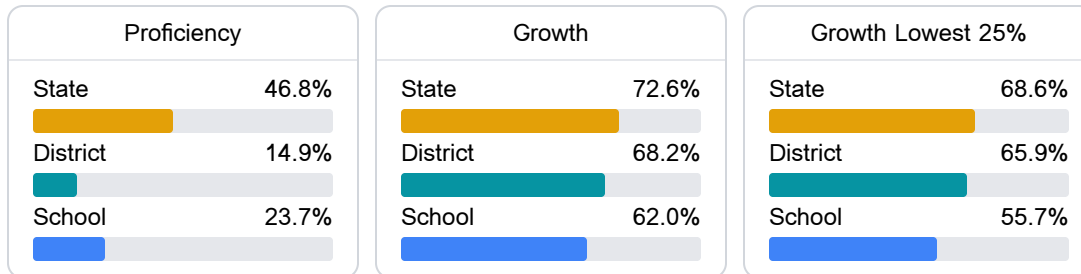 Proficiency
State 46.8%
District 14.9%
School 23.7%
Growth
State 72.6%
District 68.2%
School 62.0%
Growth Lowest 25%
State 68.6%
District 65.9%
School 55.7%